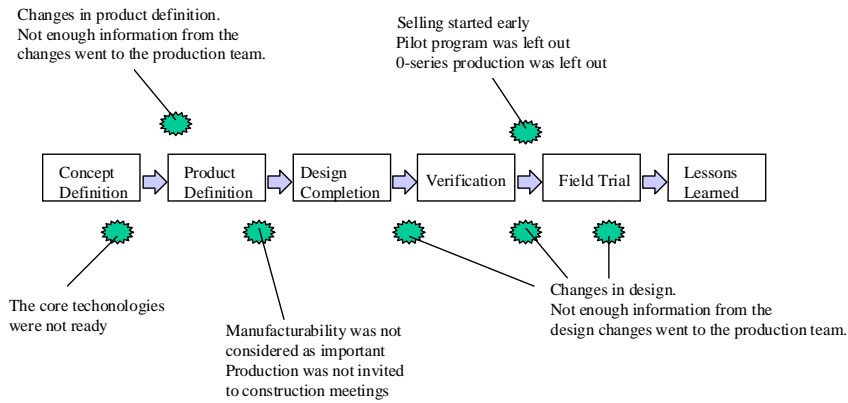 Changes in product definition.
Not enough information from the
changes went to the production team.
Selling started early
Pilot program was left out
0-series production was left out
Concept
Definition
Product
Definition
Design
Completion
Verification
Field Trial
Lessons
Learned
The core techonologies
were not ready
Manufacturability was not
considered as important
Production was not invited
to construction meetings
Changes in design.
Not enough information from the
design changes went to the production team.